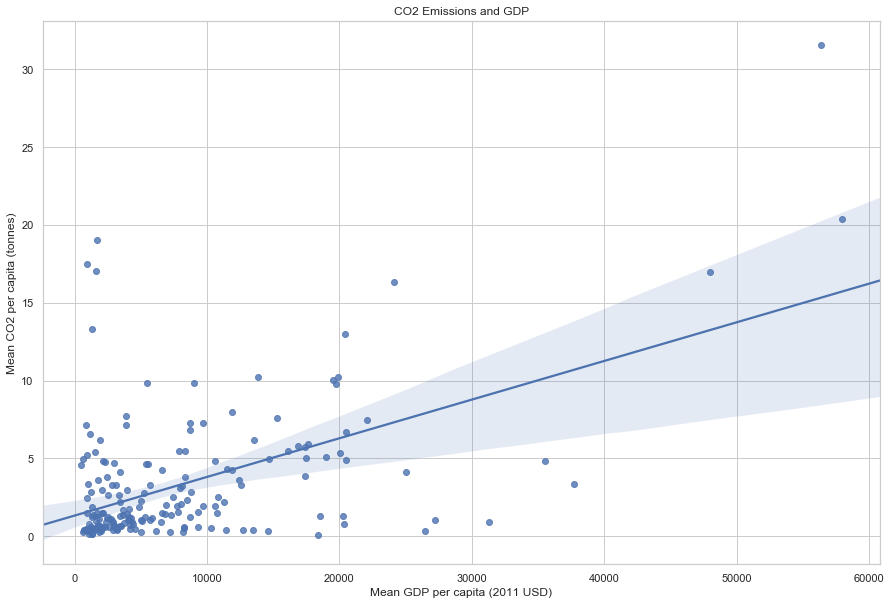 CO2 Emissions and GDP
Mean CO2 per capita (tonnes)
30
25
20
15
10
5
0
0 10000 20000 30000 40000 50000 60000
Mean GDP per capita (2011 USD)